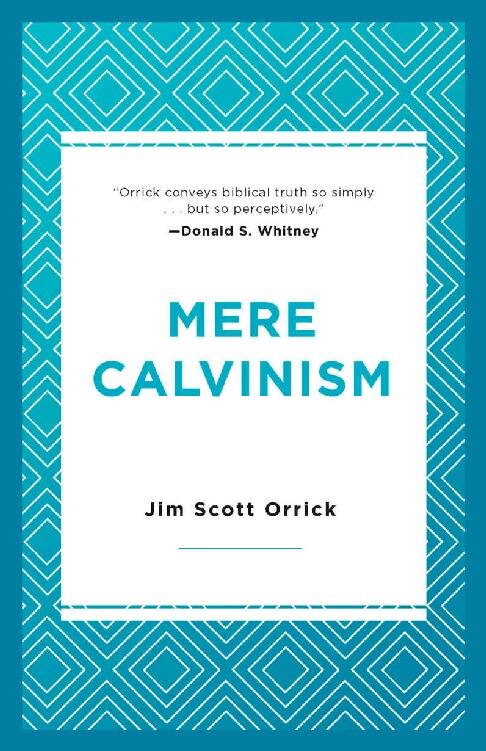 "Orrick conveys biblical truth so simply
. . . but so perceptively."
—Donald S. Whitney
MERE
CALVINISM
Jim Scott Orrick